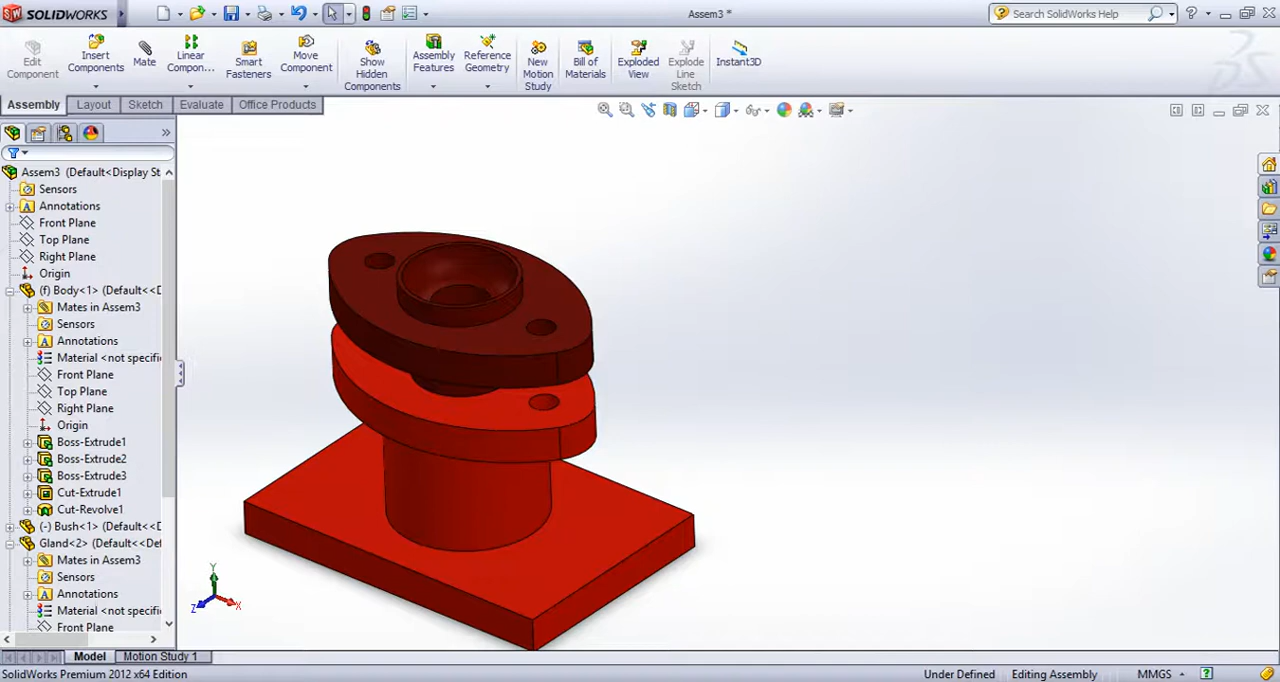 SOLIDWORKS
Assem3 *
Search SolidWorks Help
Edit Component
Insert Components
Mate
Linear Compon...
Smart Fasteners
Move Component
Show Hidden Components
Assembly Features
Reference Geometry
New Motion Study
Bill of Materials
Exploded View
Explode Line Sketch
Instant3D
Assembly
Layout
Sketch
Evaluate
Office Products
Assem3 (Default<Display St
Sensors
Annotations
Front Plane
Top Plane
Right Plane
Origin
(f) Body<1> (Default<<D
Mates in Assem3
Sensors
Annotations
Material <not specifi
Front Plane
Top Plane
Right Plane
Origin
Boss-Extrude1
Boss-Extrude2
Boss-Extrude3
Cut-Extrude1
Cut-Revolve1
(-) Bush<1> (Default<<D
Gland<2> (Default<<Def
Mates in Assem3
Sensors
Annotations
Material <not specifi
Front Plane
Y
Z
X
Model
Motion Study 1
SolidWorks Premium 2012 x64 Edition
Under Defined
Editing Assembly
MMGS